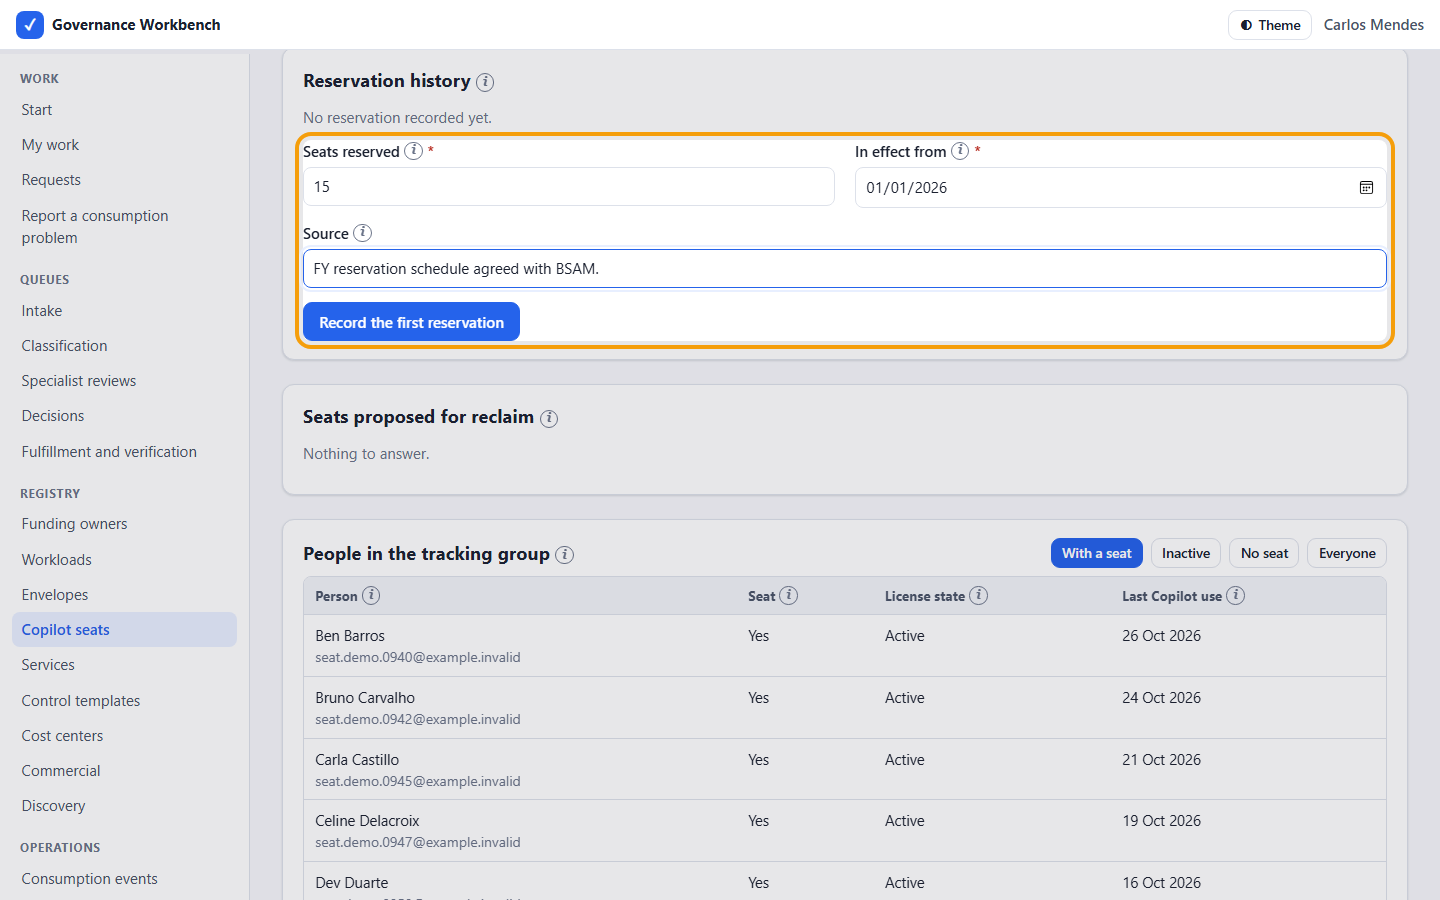 Governance Workbench
Theme
Carlos Mendes
WORK
Start
My work
Requests
Report a consumption
problem
QUEUES
Intake
Classification
Specialist reviews
Decisions
Fulfillment and verification
REGISTRY
Funding owners
Workloads
Envelopes
Copilot seats
Services
Control templates
Cost centers
Commercial
Discovery
OPERATIONS
Consumption events
Reservation history
No reservation recorded yet.
Seats reserved *
15
In effect from *
01/01/2026
Source
FY reservation schedule agreed with BSAM.
Record the first reservation
Seats proposed for reclaim
Nothing to answer.
People in the tracking group
With a seat Inactive No seat Everyone
Person Seat License state Last Copilot use
Ben Barros Yes Active 26 Oct 2026
seat.demo.0940@example.invalid
Bruno Carvalho Yes Active 24 Oct 2026
seat.demo.0942@example.invalid
Carla Castillo Yes Active 21 Oct 2026
seat.demo.0945@example.invalid
Celine Delacroix Yes Active 19 Oct 2026
seat.demo.0947@example.invalid
Dev Duarte Yes Active 16 Oct 2026